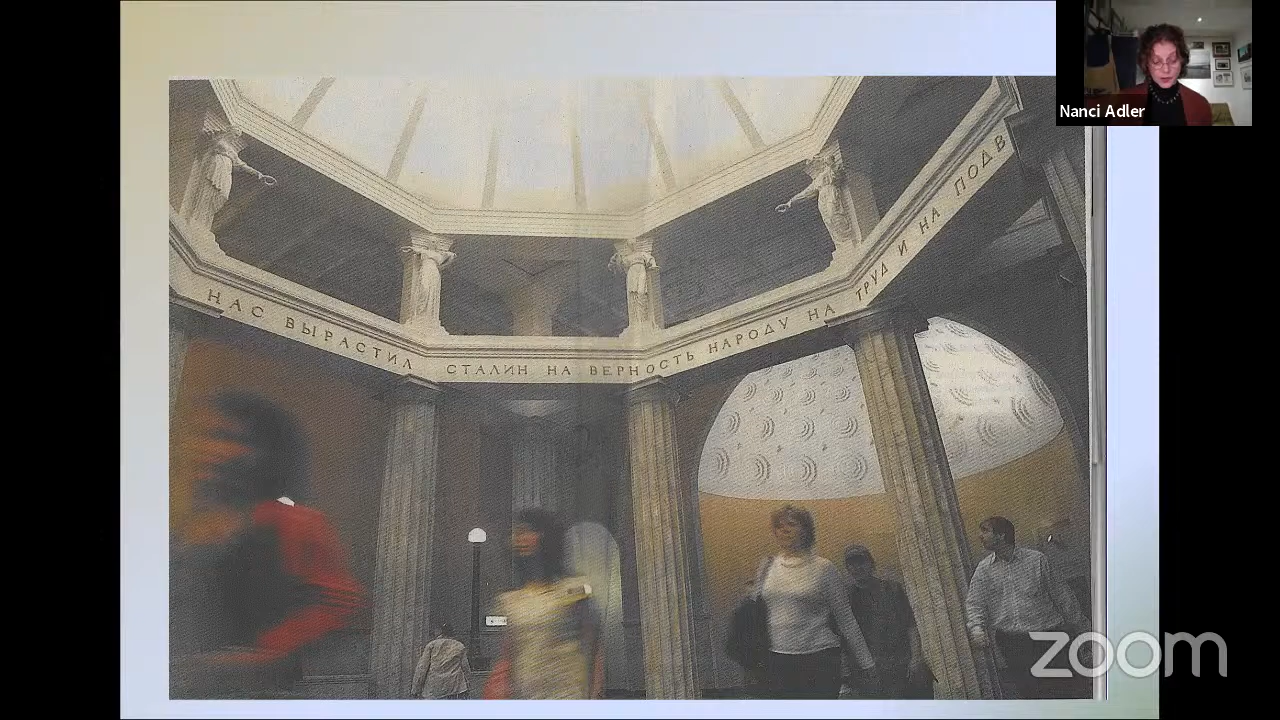 Nanci Adler
НАС ВЫРАСТИЛ СТАЛИН НА ВЕРНОСТЬ НАРОДУ НА ТРУД И НА ПОДВ
zoom